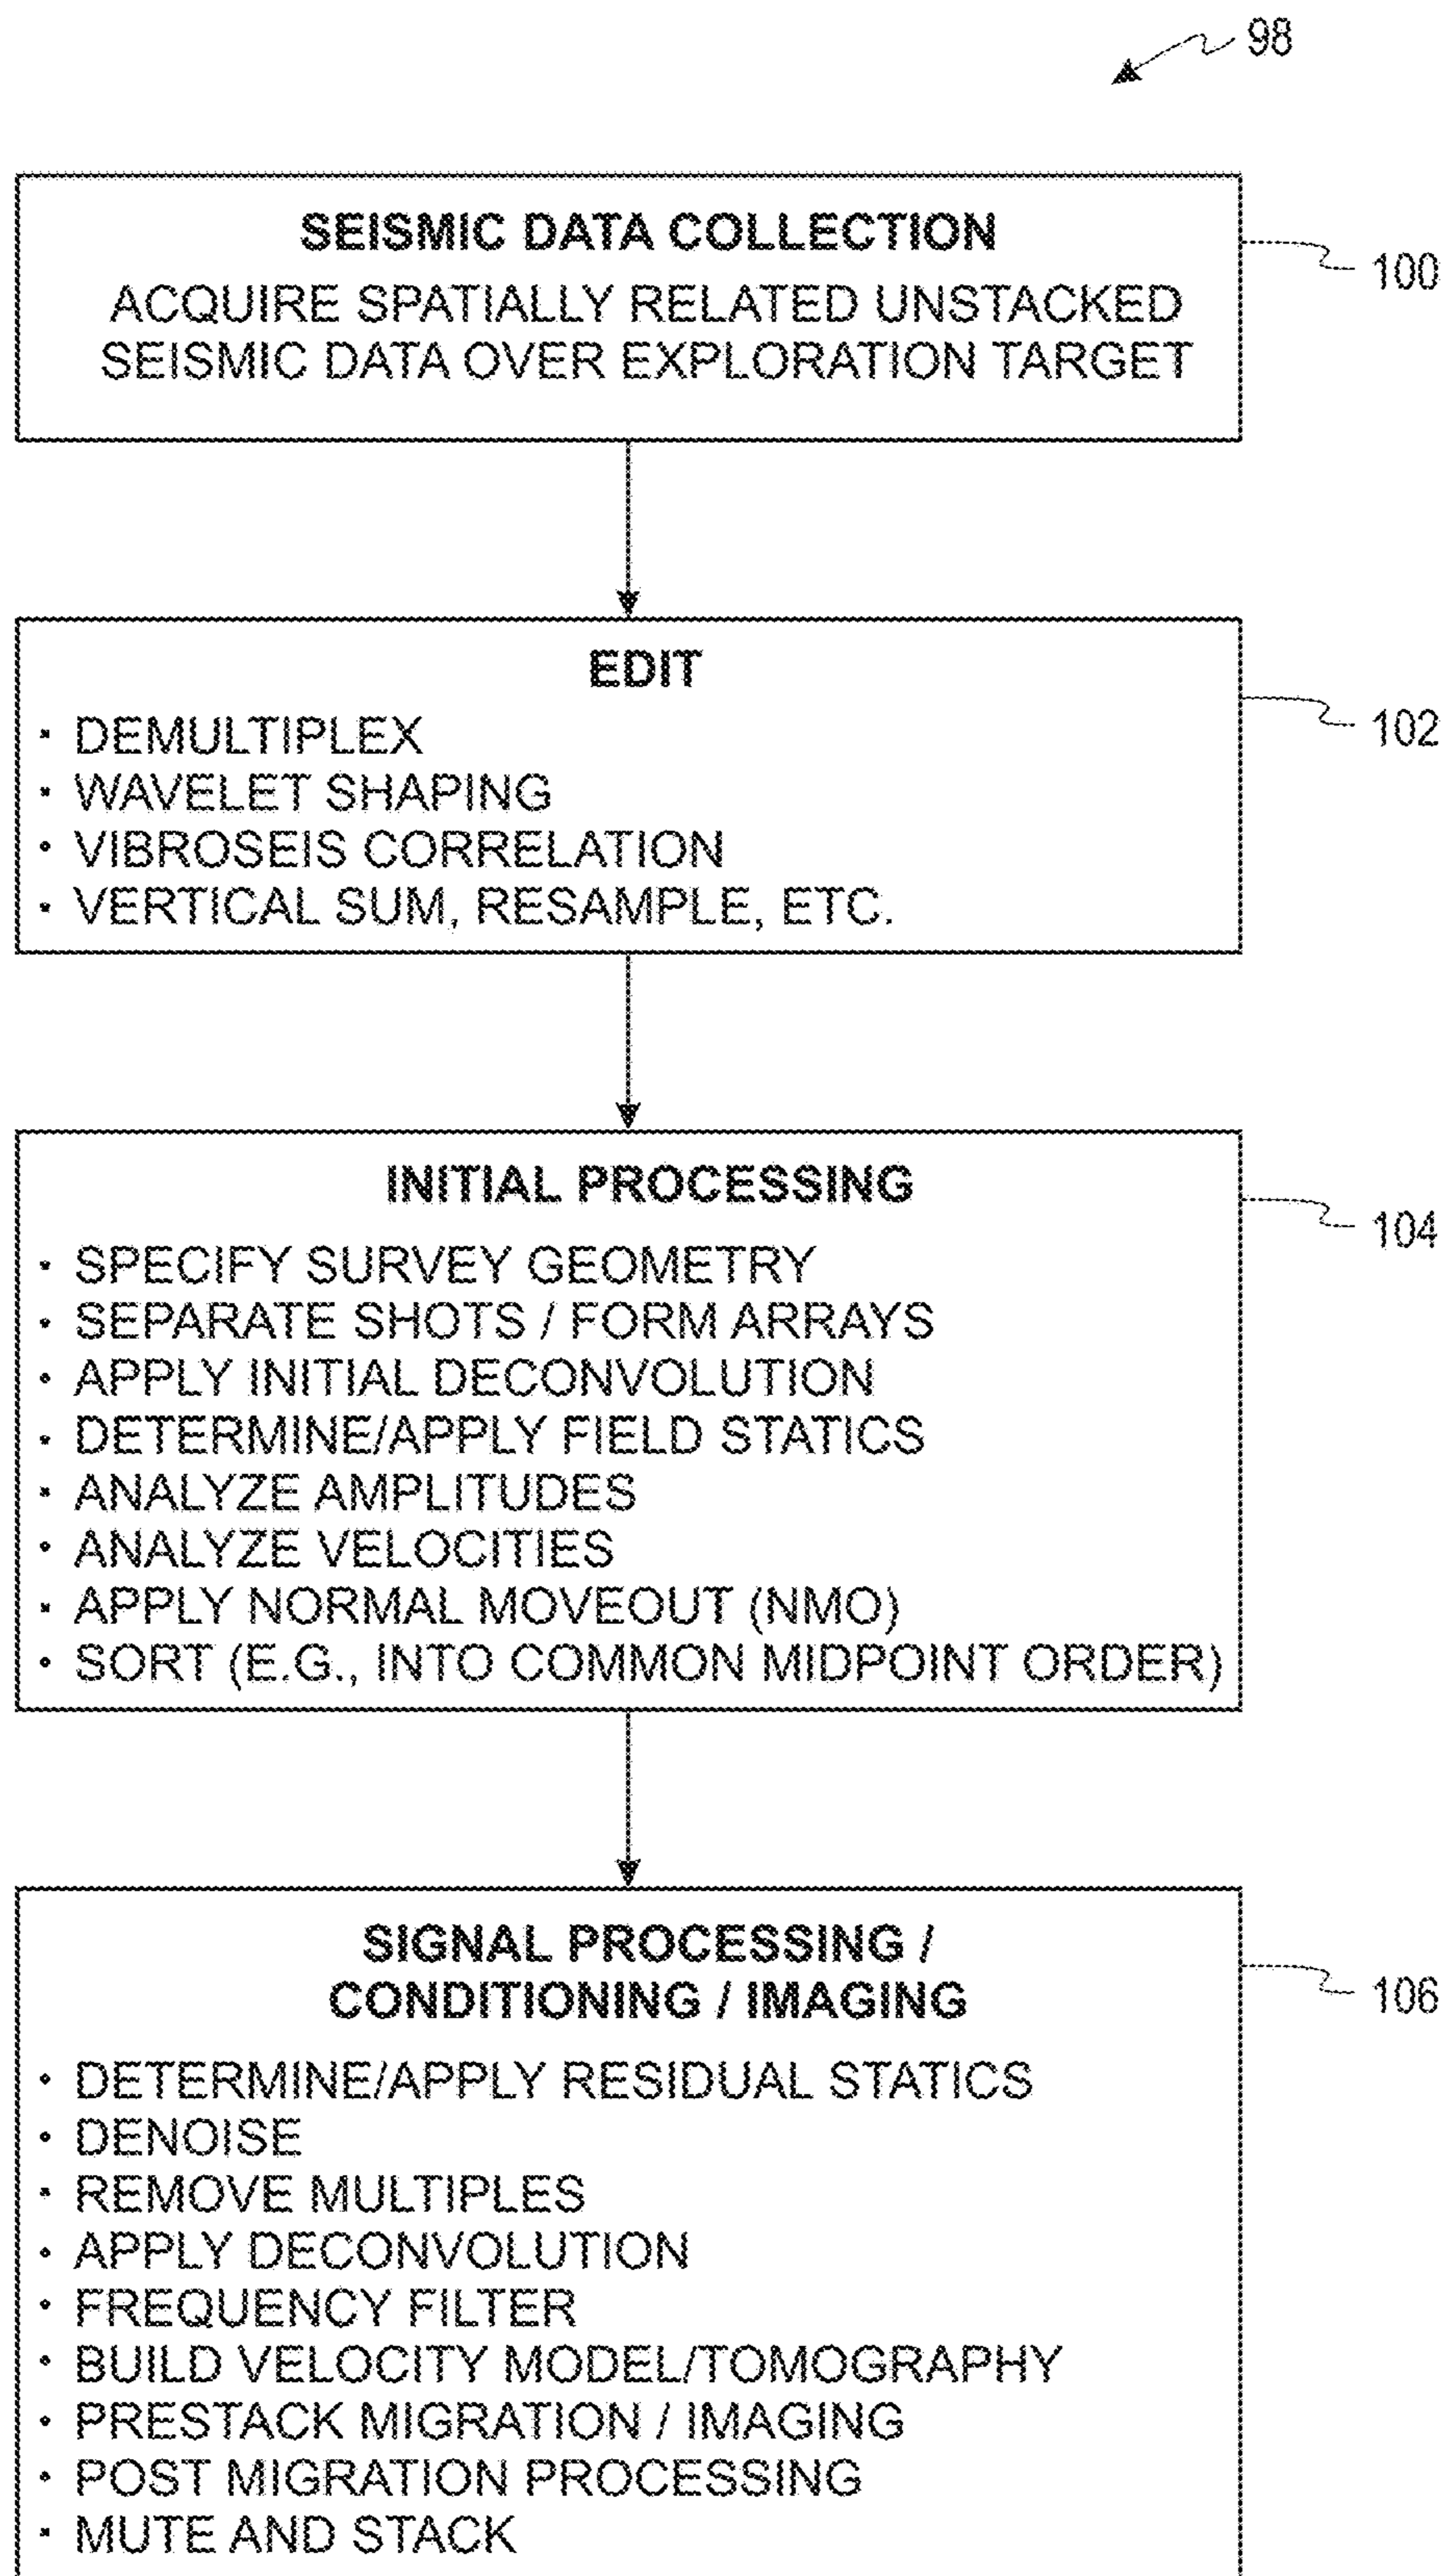 98
SEISMIC DATA COLLECTION
ACQUIRE SPATIALLY RELATED UNSTACKED
SEISMIC DATA OVER EXPLORATION TARGET
100
EDIT
• DEMULTIPLEX
• WAVELET SHAPING
• VIBROSEIS CORRELATION
• VERTICAL SUM, RESAMPLE, ETC.
102
INITIAL PROCESSING
• SPECIFY SURVEY GEOMETRY
• SEPARATE SHOTS / FORM ARRAYS
• APPLY INITIAL DECONVOLUTION
• DETERMINE/APPLY FIELD STATICS
• ANALYZE AMPLITUDES
• ANALYZE VELOCITIES
• APPLY NORMAL MOVEOUT (NMO)
• SORT (E.G., INTO COMMON MIDPOINT ORDER)
104
SIGNAL PROCESSING /
CONDITIONING / IMAGING
• DETERMINE/APPLY RESIDUAL STATICS
• DENOISE
• REMOVE MULTIPLES
• APPLY DECONVOLUTION
• FREQUENCY FILTER
• BUILD VELOCITY MODEL/TOMOGRAPHY
• PRESTACK MIGRATION / IMAGING
• POST MIGRATION PROCESSING
• MUTE AND STACK
106